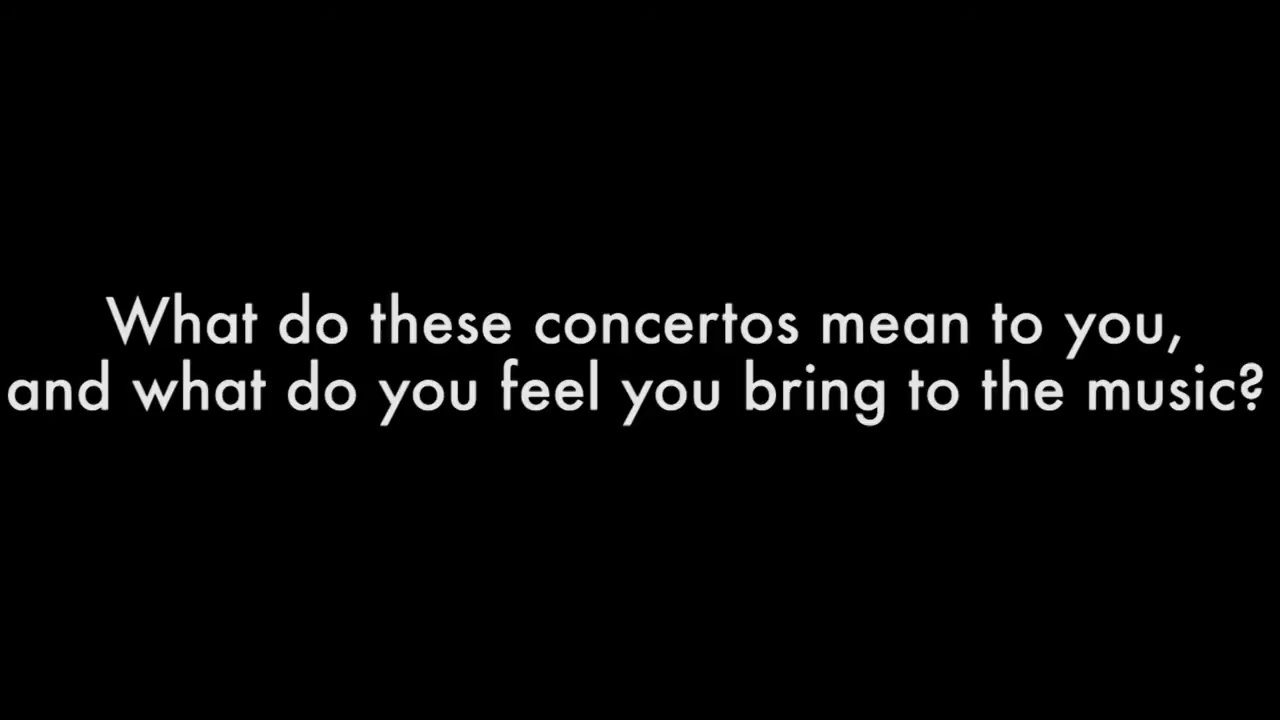 What do these concertos mean to you,
and what do you feel you bring to the music?